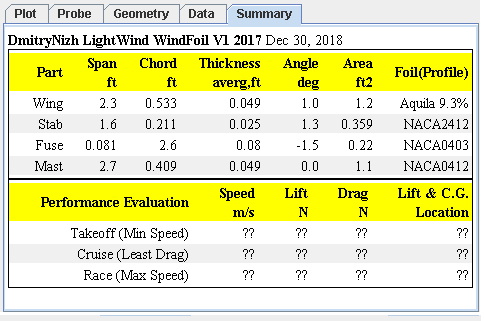 Plot Probe Geometry Data Summary
DmitryNizh LightWind WindFoil V1 2017 Dec 30, 2018
Part Span ft Chord ft Thickness averg,ft Angle deg Area ft2 Foil(Profile)
Wing 2.3 0.533 0.049 1.0 1.2 Aquila 9.3%
Stab 1.6 0.211 0.025 1.3 0.359 NACA2412
Fuse 0.081 2.6 0.08 -1.5 0.22 NACA0403
Mast 2.7 0.409 0.049 0.0 1.1 NACA0412
Performance Evaluation Speed m/s Lift N Drag N Lift & C.G. Location
Takeoff (Min Speed) ?? ?? ?? ??
Cruise (Least Drag) ?? ?? ?? ??
Race (Max Speed) ?? ?? ?? ??